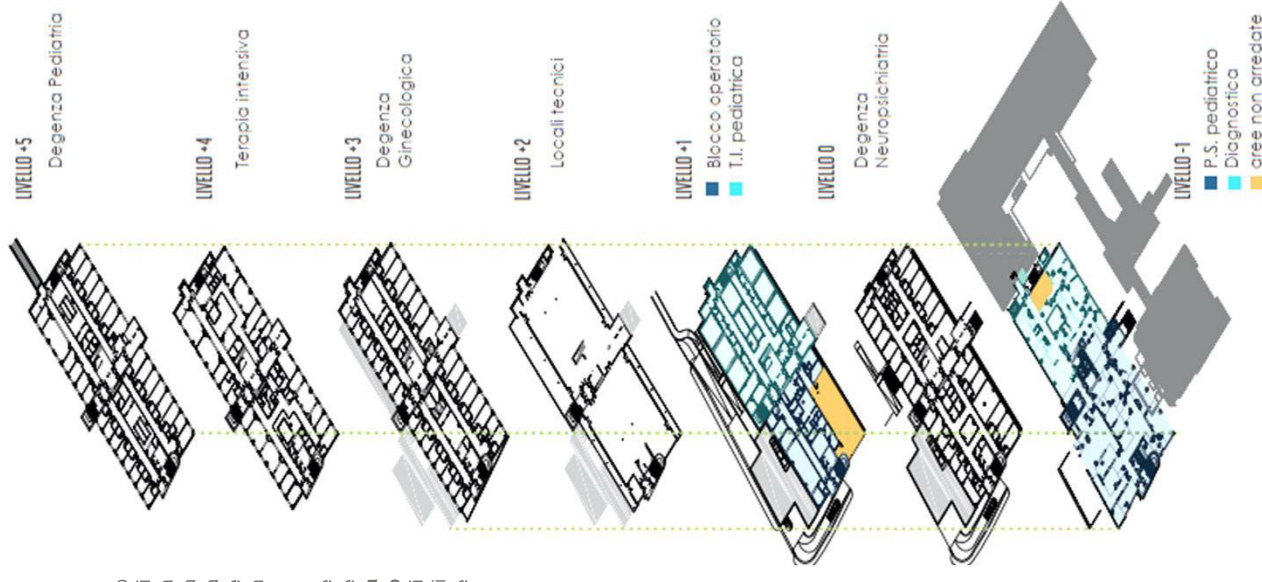 LIVELLO +5
Degenza Pediatria
LIVELLO +4
Terapia intensiva
LIVELLO +3
Degenza
Ginecologica
LIVELLO +2
Locali tecnici
LIVELLO +1
Blocco operatorio
T.I. pediatrica
LIVELLO 0
Degenza
Neuropsichiatria
LIVELLO -1
P.S. pediatrico
Diagnostica
aree non arredate